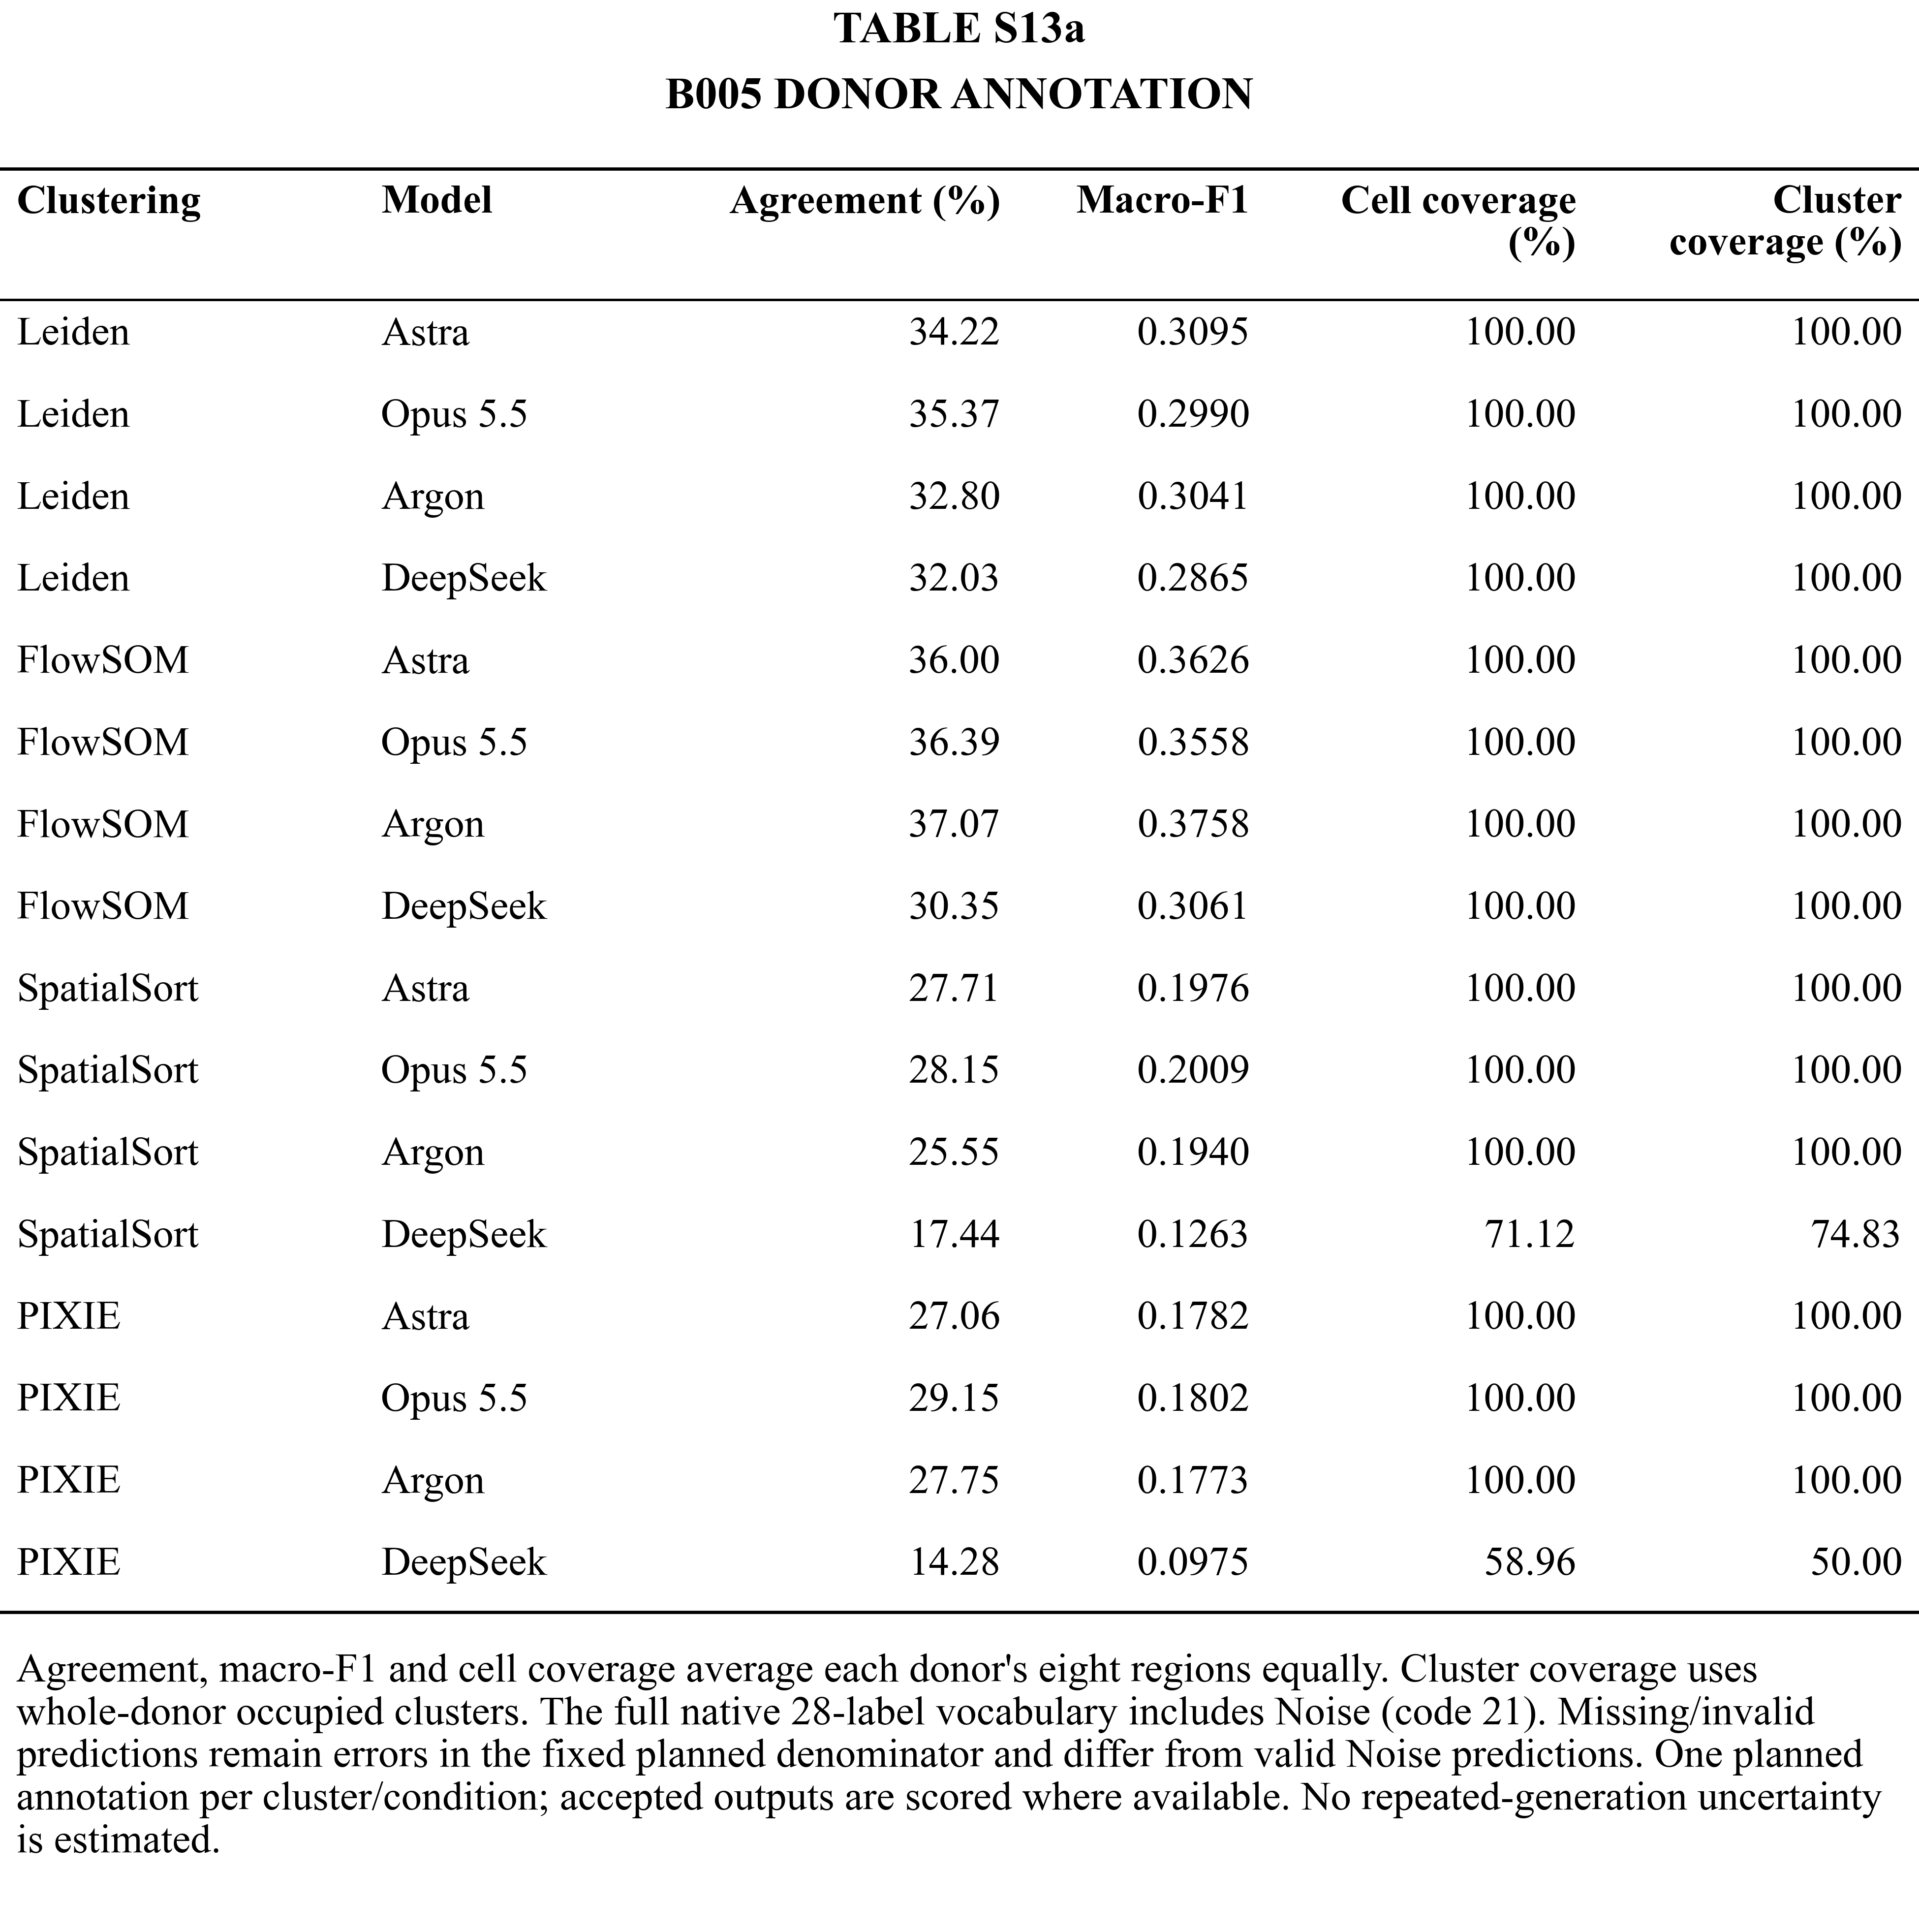 TABLE S13a
B005 DONOR ANNOTATION
Clustering Model Agreement (%) Macro-F1 Cell coverage (%) Cluster coverage (%)
Leiden Astra 34.22 0.3095 100.00 100.00
Leiden Opus 5.5 35.37 0.2990 100.00 100.00
Leiden Argon 32.80 0.3041 100.00 100.00
Leiden DeepSeek 32.03 0.2865 100.00 100.00
FlowSOM Astra 36.00 0.3626 100.00 100.00
FlowSOM Opus 5.5 36.39 0.3558 100.00 100.00
FlowSOM Argon 37.07 0.3758 100.00 100.00
FlowSOM DeepSeek 30.35 0.3061 100.00 100.00
SpatialSort Astra 27.71 0.1976 100.00 100.00
SpatialSort Opus 5.5 28.15 0.2009 100.00 100.00
SpatialSort Argon 25.55 0.1940 100.00 100.00
SpatialSort DeepSeek 17.44 0.1263 71.12 74.83
PIXIE Astra 27.06 0.1782 100.00 100.00
PIXIE Opus 5.5 29.15 0.1802 100.00 100.00
PIXIE Argon 27.75 0.1773 100.00 100.00
PIXIE DeepSeek 14.28 0.0975 58.96 50.00
Agreement, macro-F1 and cell coverage average each donor's eight regions equally. Cluster coverage uses
whole-donor occupied clusters. The full native 28-label vocabulary includes Noise (code 21). Missing/invalid
predictions remain errors in the fixed planned denominator and differ from valid Noise predictions. One planned
annotation per cluster/condition; accepted outputs are scored where available. No repeated-generation uncertainty
is estimated.